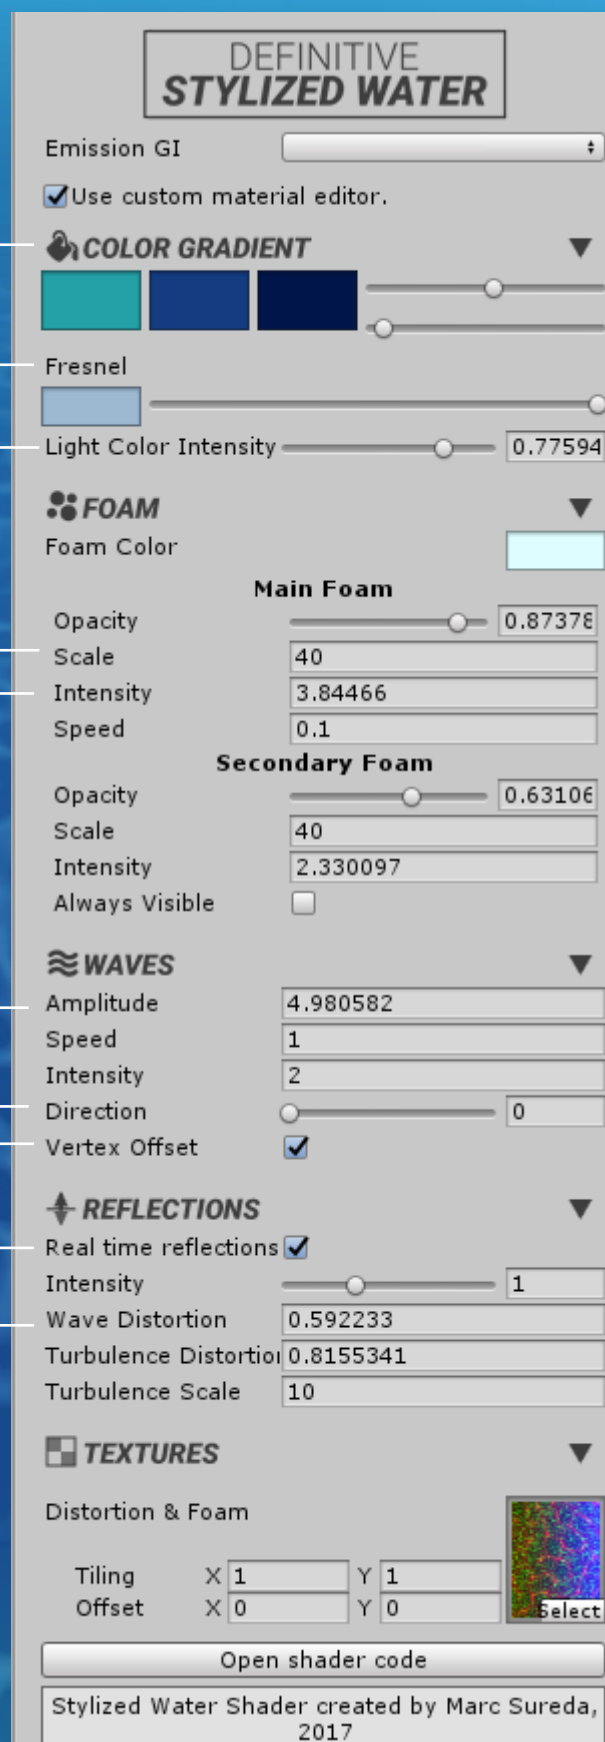 DEFINITIVE
STYLIZED WATER
Emission GI
Use custom material editor.
COLOR GRADIENT
Fresnel
Light Color Intensity 0.77594
FOAM
Foam Color
Main Foam
Opacity 0.87378
Scale 40
Intensity 3.84466
Speed 0.1
Secondary Foam
Opacity 0.63106
Scale 40
Intensity 2.330097
Always Visible
WAVES
Amplitude 4.980582
Speed 1
Intensity 2
Direction 0
Vertex Offset
REFLECTIONS
Real time reflections
Intensity 1
Wave Distortion 0.592233
Turbulence Distortion 0.8155341
Turbulence Scale 10
TEXTURES
Distortion & Foam
Tiling X 1 Y 1
Offset X 0 Y 0
Select
Open shader code
Stylized Water Shader created by Marc Sureda,
2017